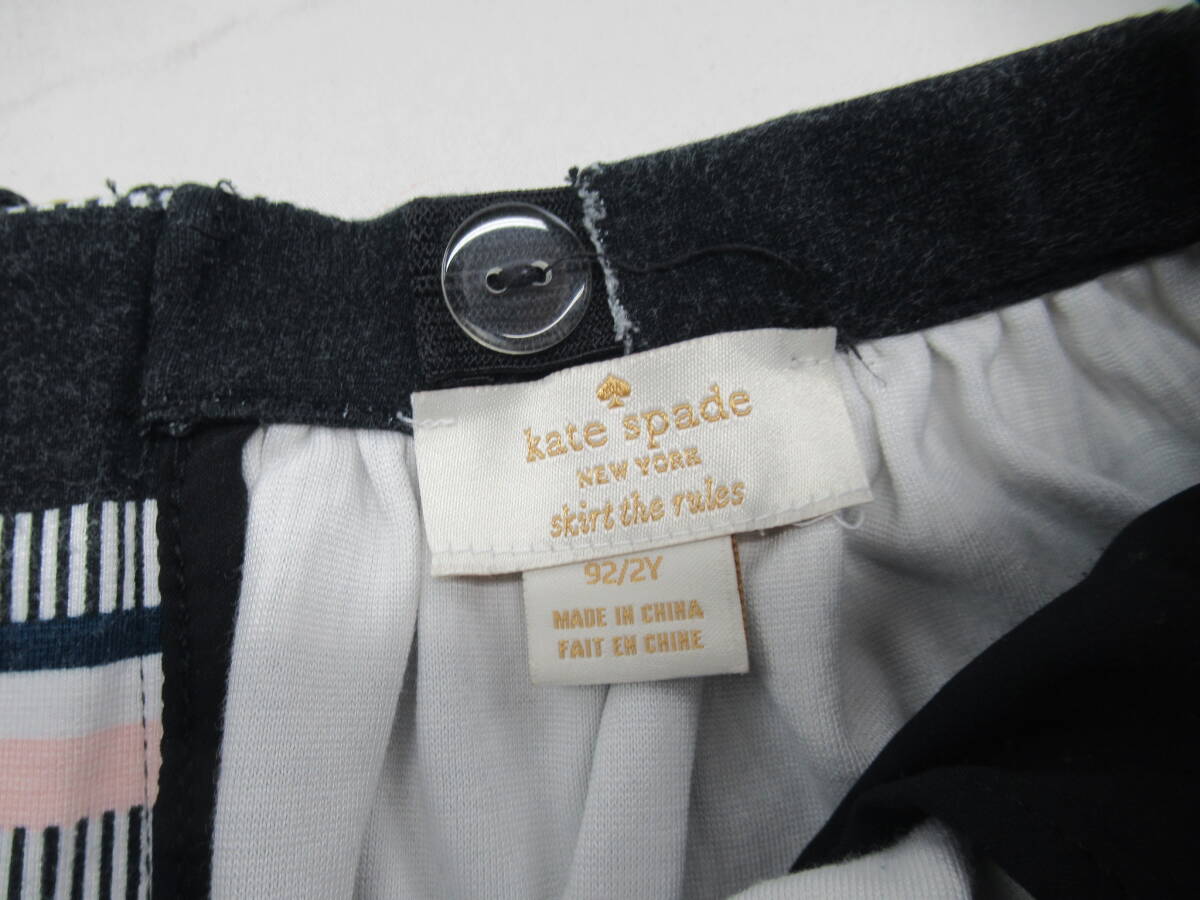 kate spade
NEW YORK
skirt the rules
92/2Y
MADE IN CHINA
FAIT EN CHINE